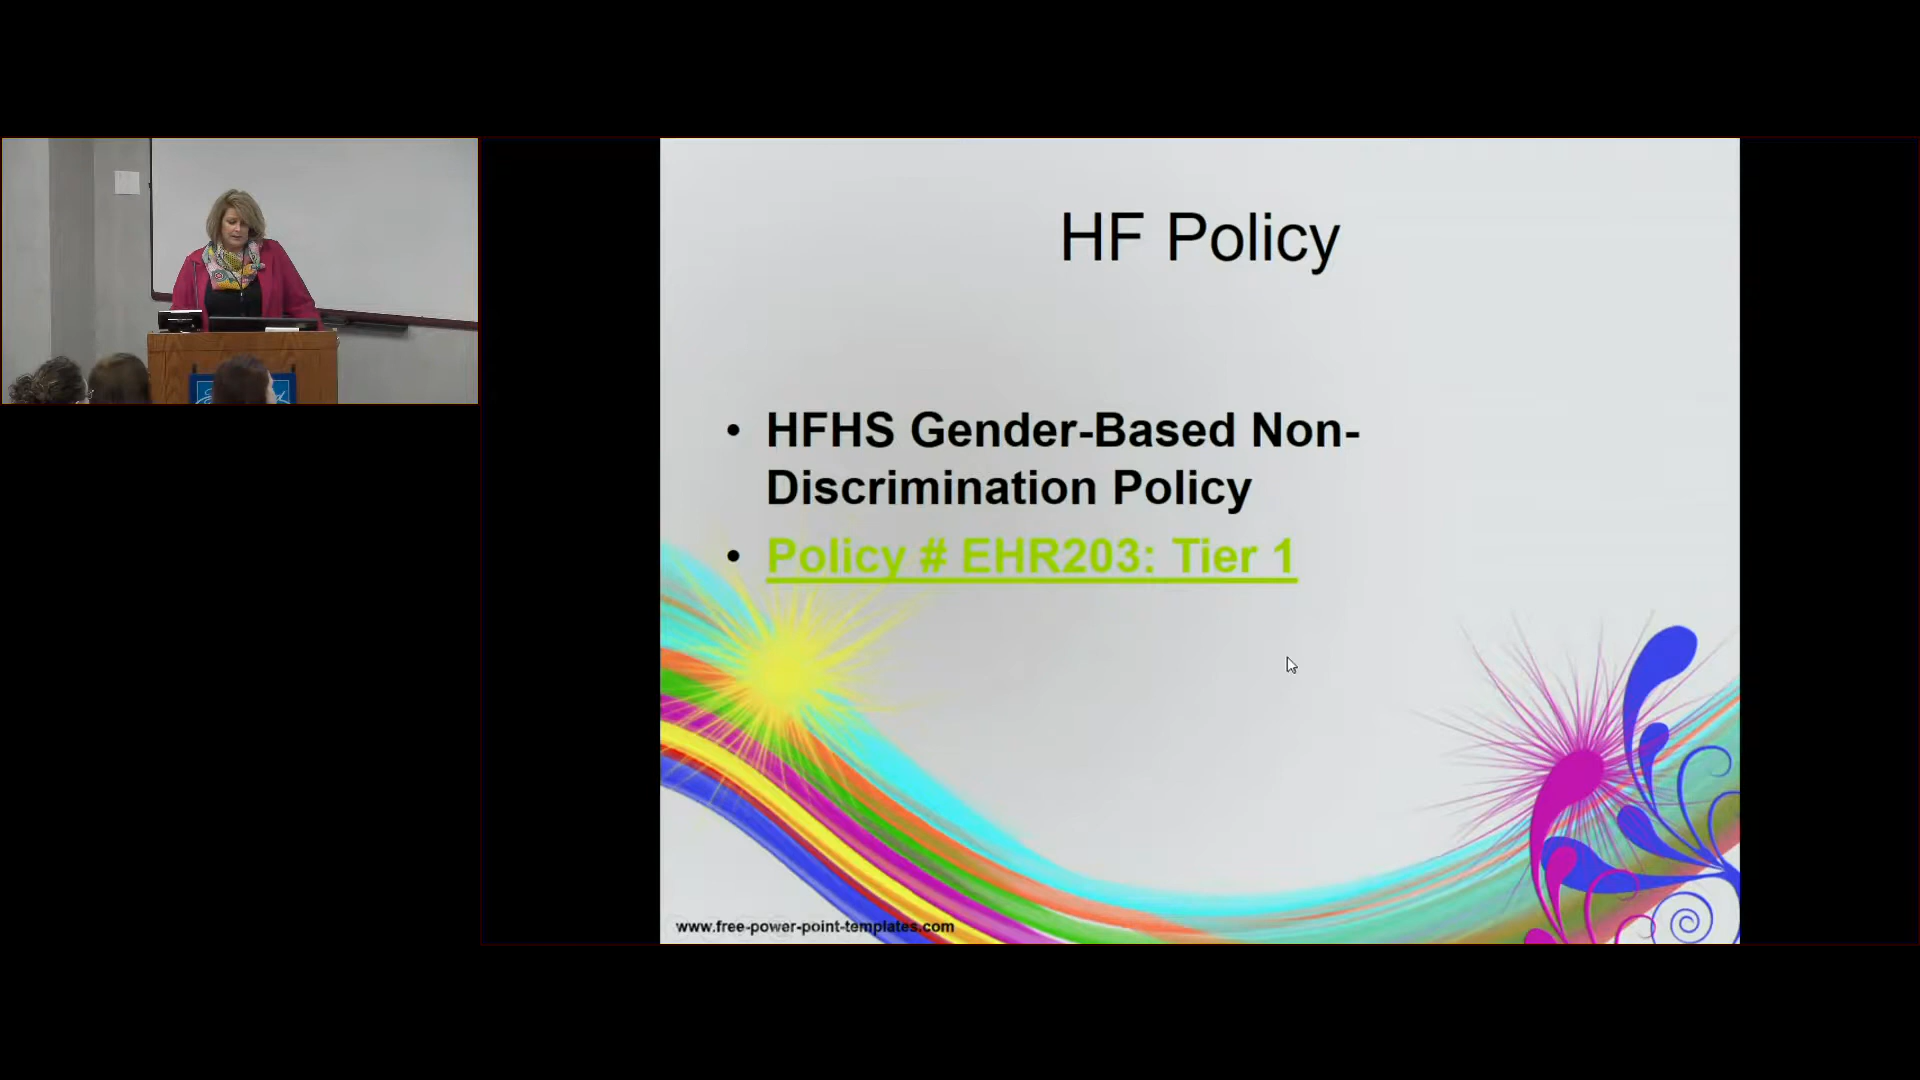 HF Policy
• HFHS Gender-Based Non-
Discrimination Policy
• Policy # EHR203: Tier 1
www.free-power-point-templates.com